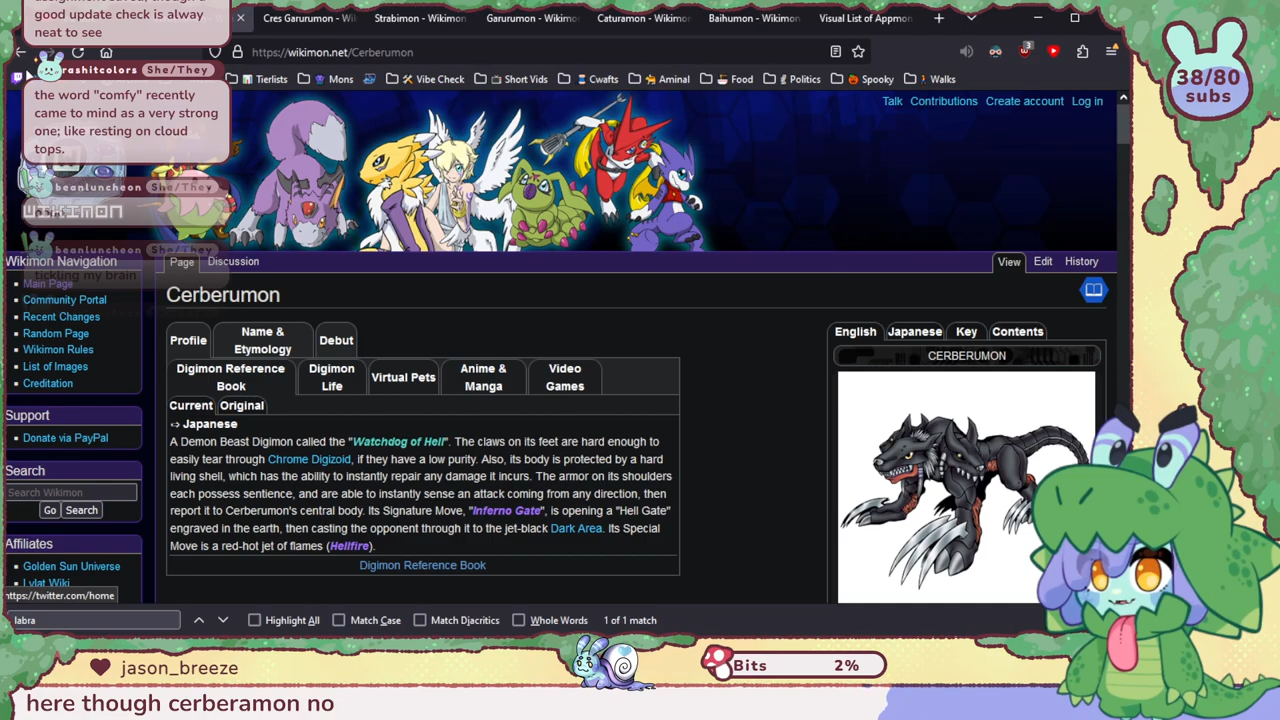 good update check is alway
neat to see
rashitcolors She/They
the word "comfy" recently
came to mind as a very strong
one; like resting on cloud
tops.
beanluncheon She/They
WIKIMON
beanluncheon She/They
tickling my brain
Cres Garurumon - Wi
Strabimon - Wikimon
Garurumon - Wikimo
Caturamon - Wikimo
Baihumon - Wikimon
Visual List of Appmon
https://wikimon.net/Cerberumon
3
Tierlists
Mons
Vibe Check
Short Vids
Cwafts
Aminal
Food
Politics
Spooky
Walks
Talk Contributions Create account Log in
38/80
subs
Wikimon Navigation
Main Page
Community Portal
Recent Changes
Random Page
Wikimon Rules
List of Images
Creditation
Support
Donate via PayPal
Search
Search Wikimon
Go Search
Affiliates
Golden Sun Universe
Lylat Wiki
https://twitter.com/home
Page Discussion
View Edit History
Cerberumon
Profile
Name &
Etymology
Debut
Digimon Reference
Book
Digimon
Life
Virtual Pets
Anime &
Manga
Video
Games
Current Original
⇔ Japanese
A Demon Beast Digimon called the "Watchdog of Hell". The claws on its feet are hard enough to
easily tear through Chrome Digizoid, if they have a low purity. Also, its body is protected by a hard
living shell, which has the ability to instantly repair any damage it incurs. The armor on its shoulders
each possess sentience, and are able to instantly sense an attack coming from any direction, then
report it to Cerberumon's central body. Its Signature Move, "Inferno Gate", is opening a "Hell Gate"
engraved in the earth, then casting the opponent through it to the jet-black Dark Area. Its Special
Move is a red-hot jet of flames (Hellfire).
Digimon Reference Book
English Japanese Key Contents
CERBERUMON
labra
Highlight All
Match Case
Match Diacritics
Whole Words
1 of 1 match
jason_breeze
Bits 2%
here though cerberamon no